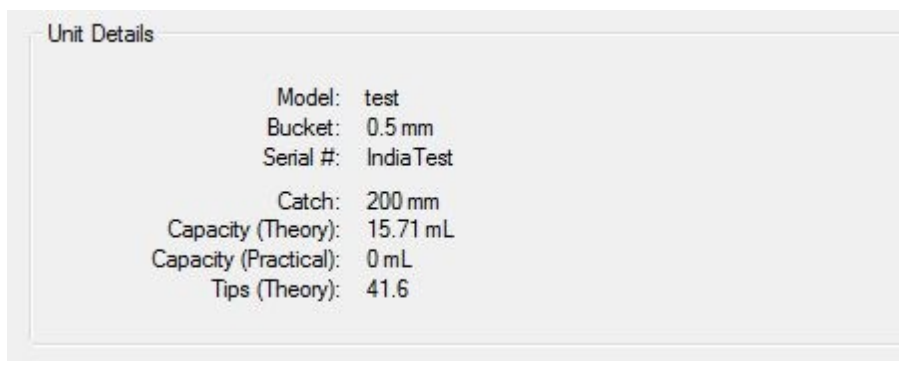 Unit Details
Model: test
Bucket: 0.5 mm
Serial #: IndiaTest
Catch: 200 mm
Capacity (Theory): 15.71 mL
Capacity (Practical): 0 mL
Tips (Theory): 41.6